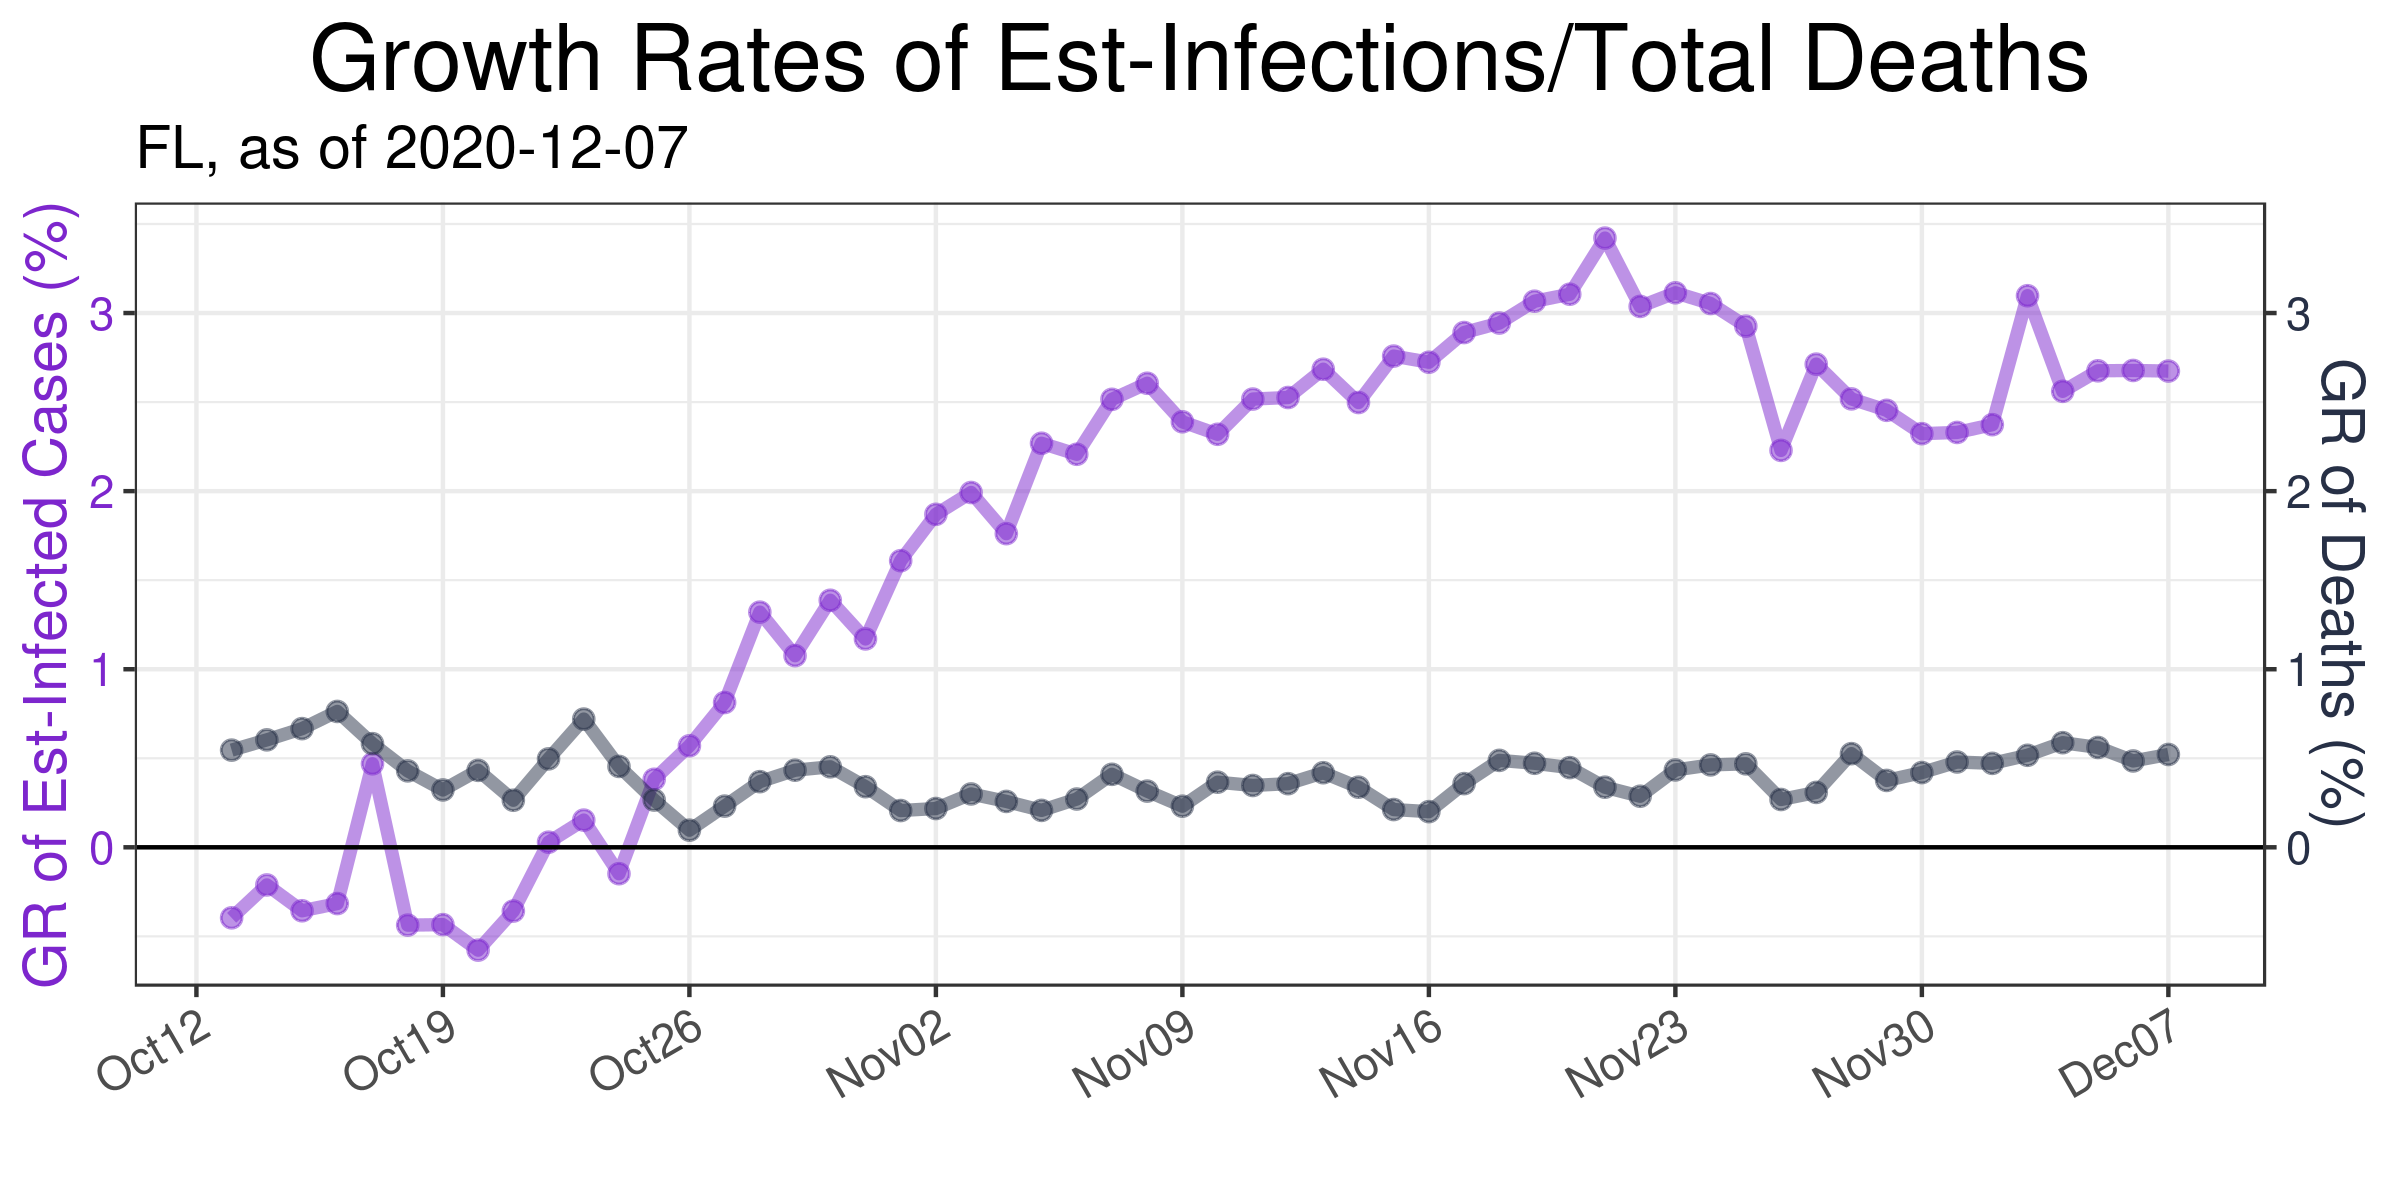 Growth Rates of Est-Infections/Total Deaths
FL, as of 2020-12-07
GR of Est-Infected Cases (%)
3
2
1
0
3
2
1
0
GR of Deaths (%)
Oct12
Oct19
Oct26
Nov02
Nov09
Nov16
Nov23
Nov30
Dec07